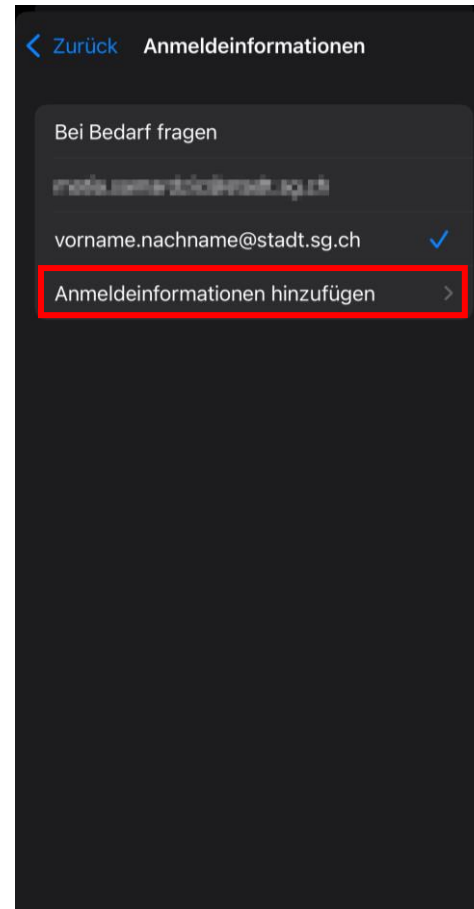 Zurück Anmeldeinformationen
Bei Bedarf fragen
vorname.nachname@stadt.sg.ch
Anmeldeinformationen hinzufügen